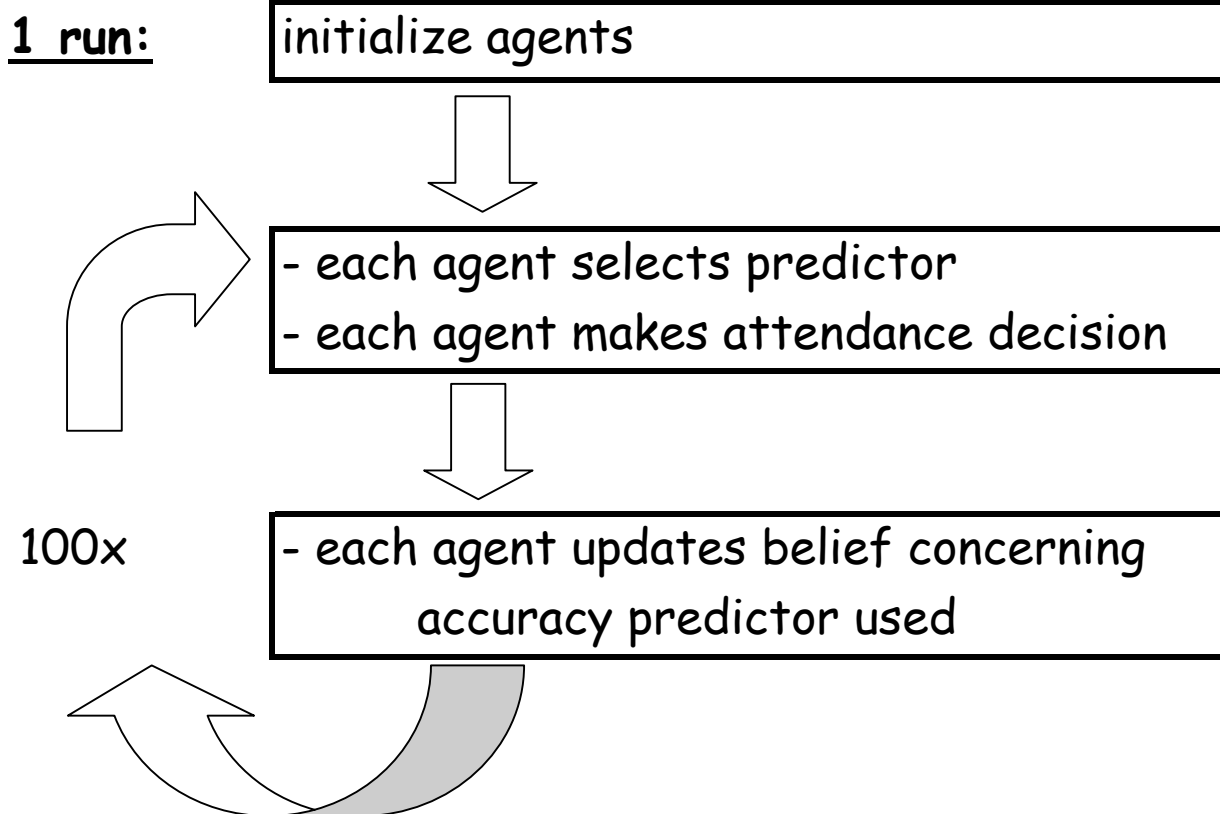 1 run:
initialize agents
- each agent selects predictor
- each agent makes attendance decision
100x
- each agent updates belief concerning
accuracy predictor used